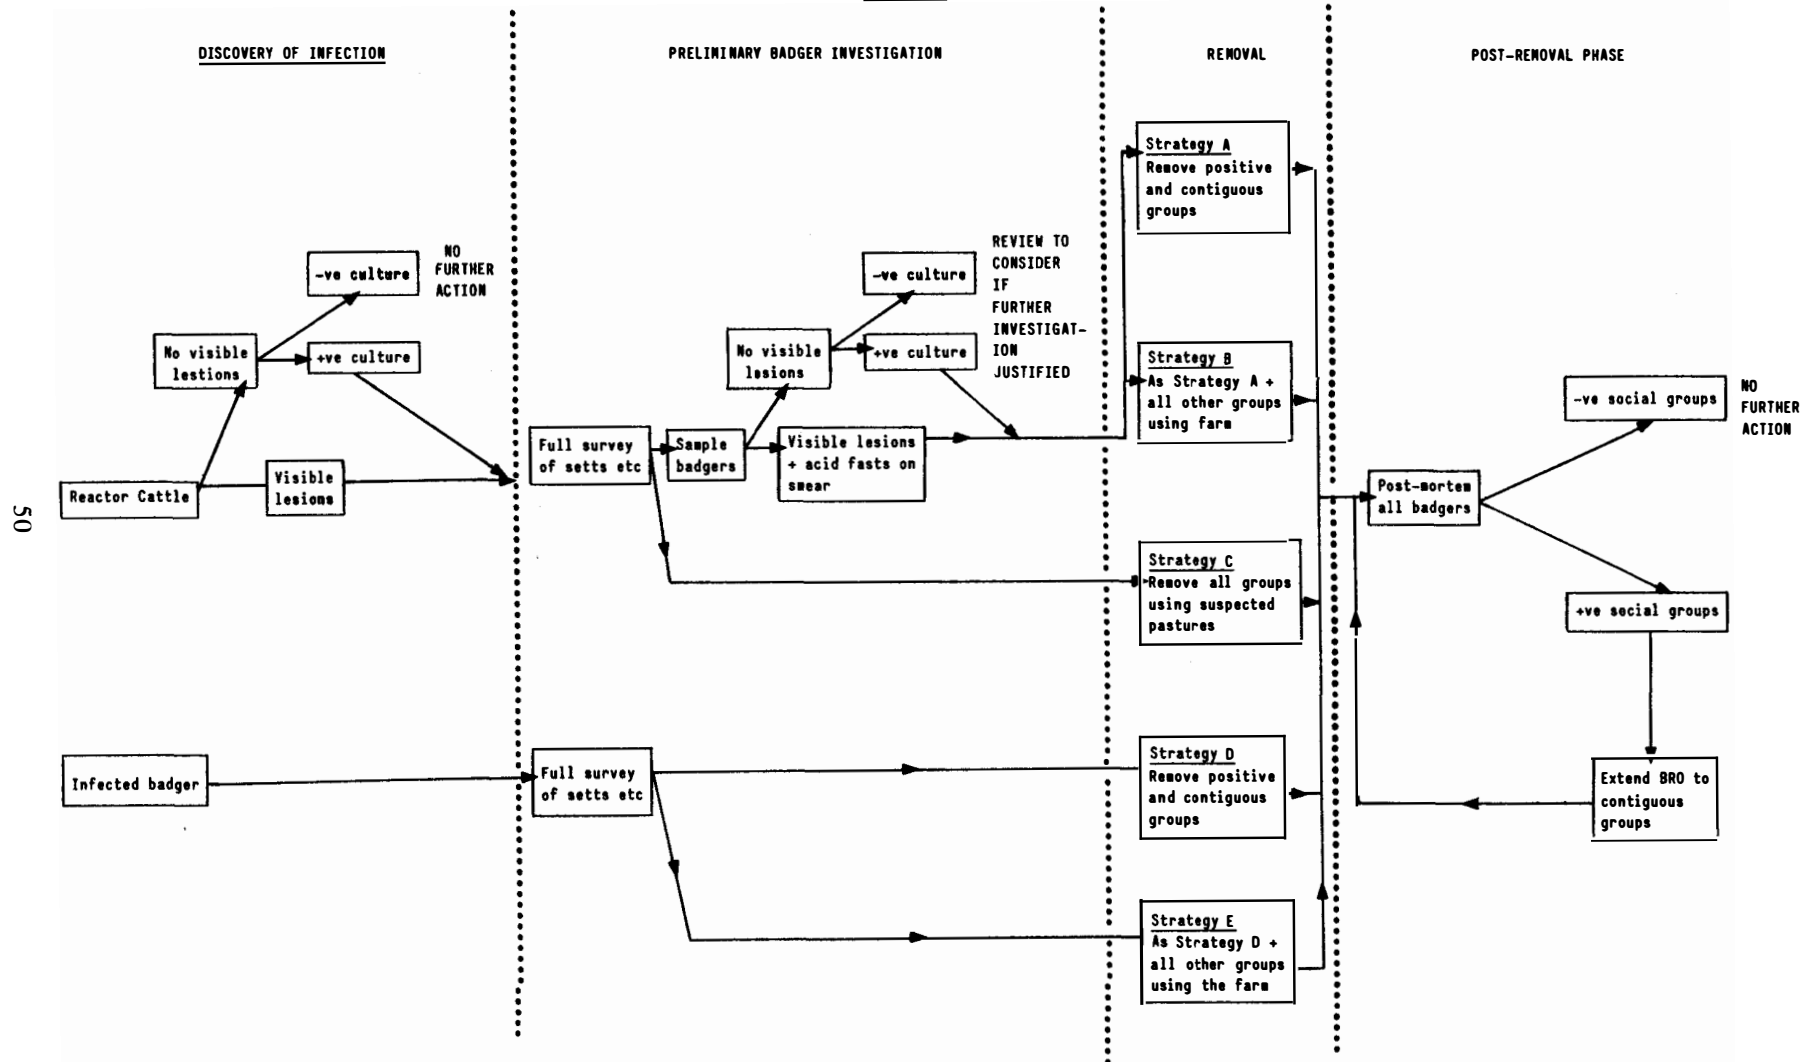 DISCOVERY OF INFECTION
-ve culture
NO
FURTHER
ACTION
No visible
lestions
+ve culture
Reactor Cattle
Visible
lesions
Infected badger
PRELIMINARY BADGER INVESTIGATION
-ve culture
REVIEW TO
CONSIDER
IF
FURTHER
INVESTIGAT-
ION
JUSTIFIED
No visible
lesions
+ve culture
Full survey
of setts etc
Sample
badgers
Visible lesions
+ acid fasts on
smear
Full survey
of setts etc
REMOVAL
Strategy A
Remove positive
and contiguous
groups
Strategy B
As Strategy A +
all other groups
using farm
Strategy C
Remove all groups
using suspected
pastures
Strategy D
Remove positive
and contiguous
groups
Strategy E
As Strategy D +
all other groups
using the farm
POST-REMOVAL PHASE
Post-mortem
all badgers
-ve social groups
NO
FURTHER
ACTION
+ve social groups
Extend BRO to
contiguous
groups
50